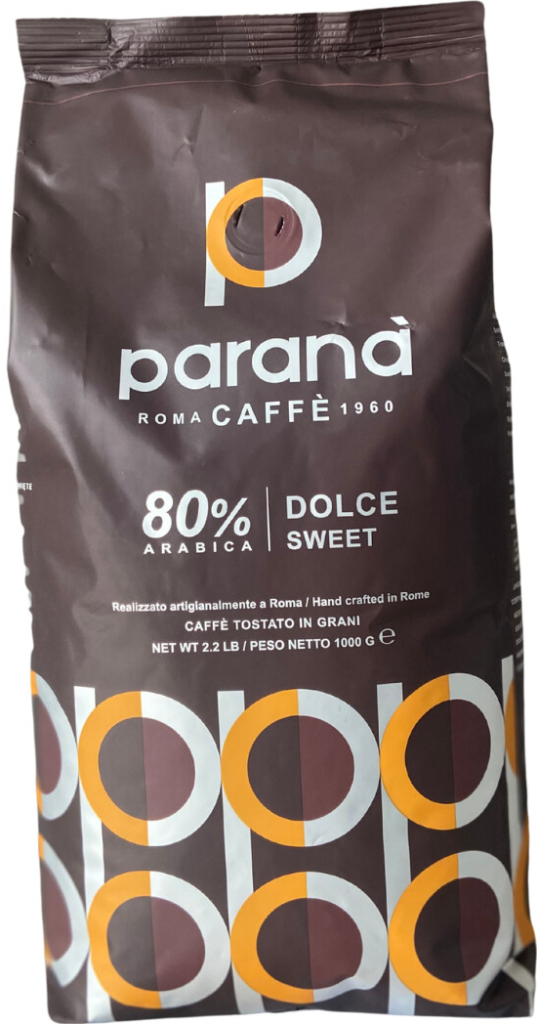 p
paranà
ROMA CAFFÈ 1960
80% ARABICA
DOLCE
SWEET
Realizzato artigianalmente a Roma / Hand crafted in Rome
CAFFÈ TOSTATO IN GRANI
NET WT 2.2 LB / PESO NETTO 1000 G ℮